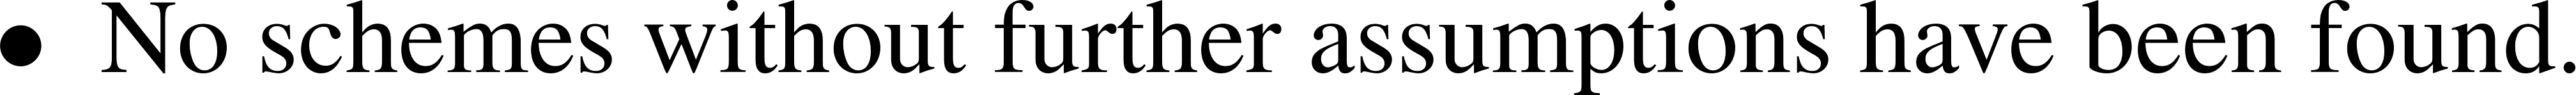 • No schemes without further assumptions have been found.